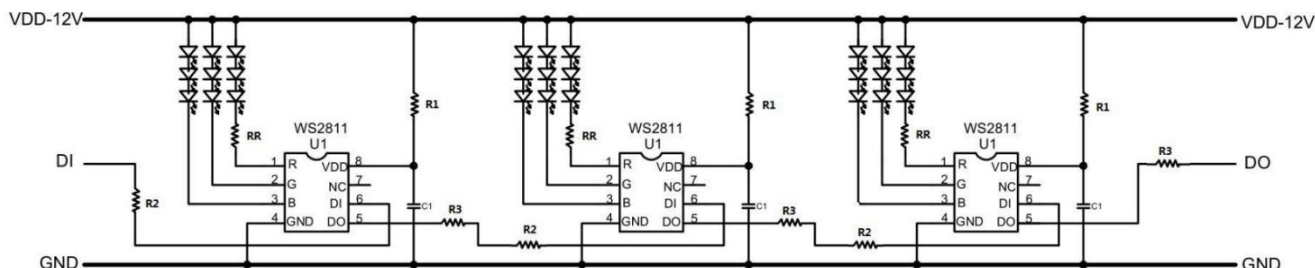 VDD-12V VDD-12V
R1 R1 R1
RR WS2811 RR WS2811 RR WS2811
U1 U1 U1
R3
DI 1 R VDD 8 1 R VDD 8 1 R VDD 8 DO
2 G NC 7 2 G NC 7 2 G NC 7
R2 3 B DI 6 C1 3 B DI 6 C1 3 B DI 6 C1
4 GND DO 5 R3 4 GND DO 5 R3 4 GND DO 5
R2 R2
GND GND